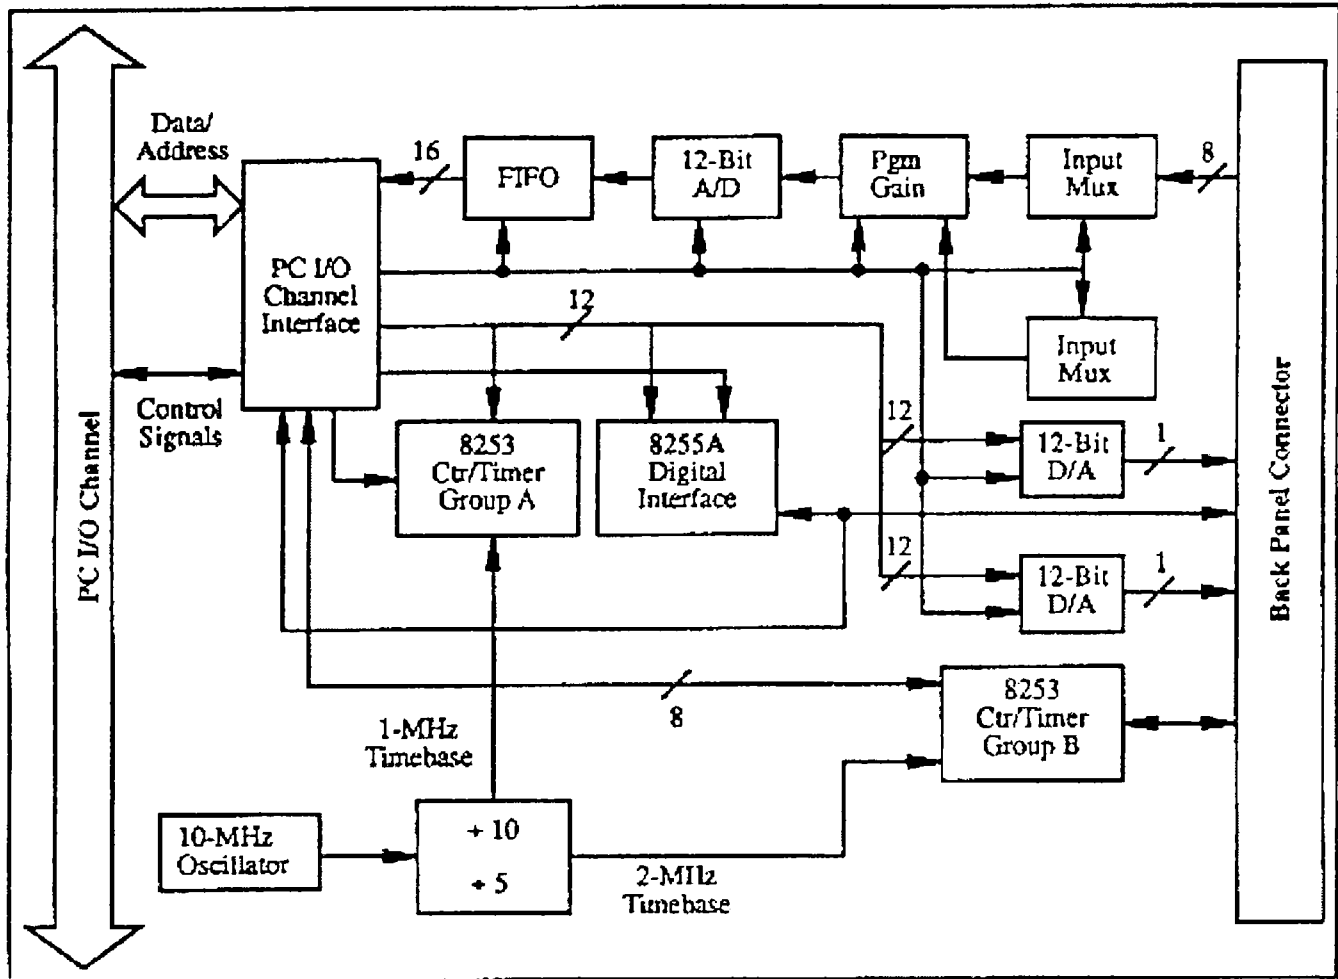 PC I/O Channel
Data/
Address
Control
Signals
PC I/O
Channel
Interface
16
FIFO
12-Bit
A/D
Pgm
Gain
Input
Mux
8
12
Input
Mux
8253
Ctr/Timer
Group A
8255A
Digital
Interface
12
12-Bit
D/A
1
12
12-Bit
D/A
1
8
8253
Ctr/Timer
Group B
1-MHz
Timebase
10-MHz
Oscillator
÷ 10
÷ 5
2-MHz
Timebase
Back Panel Connector